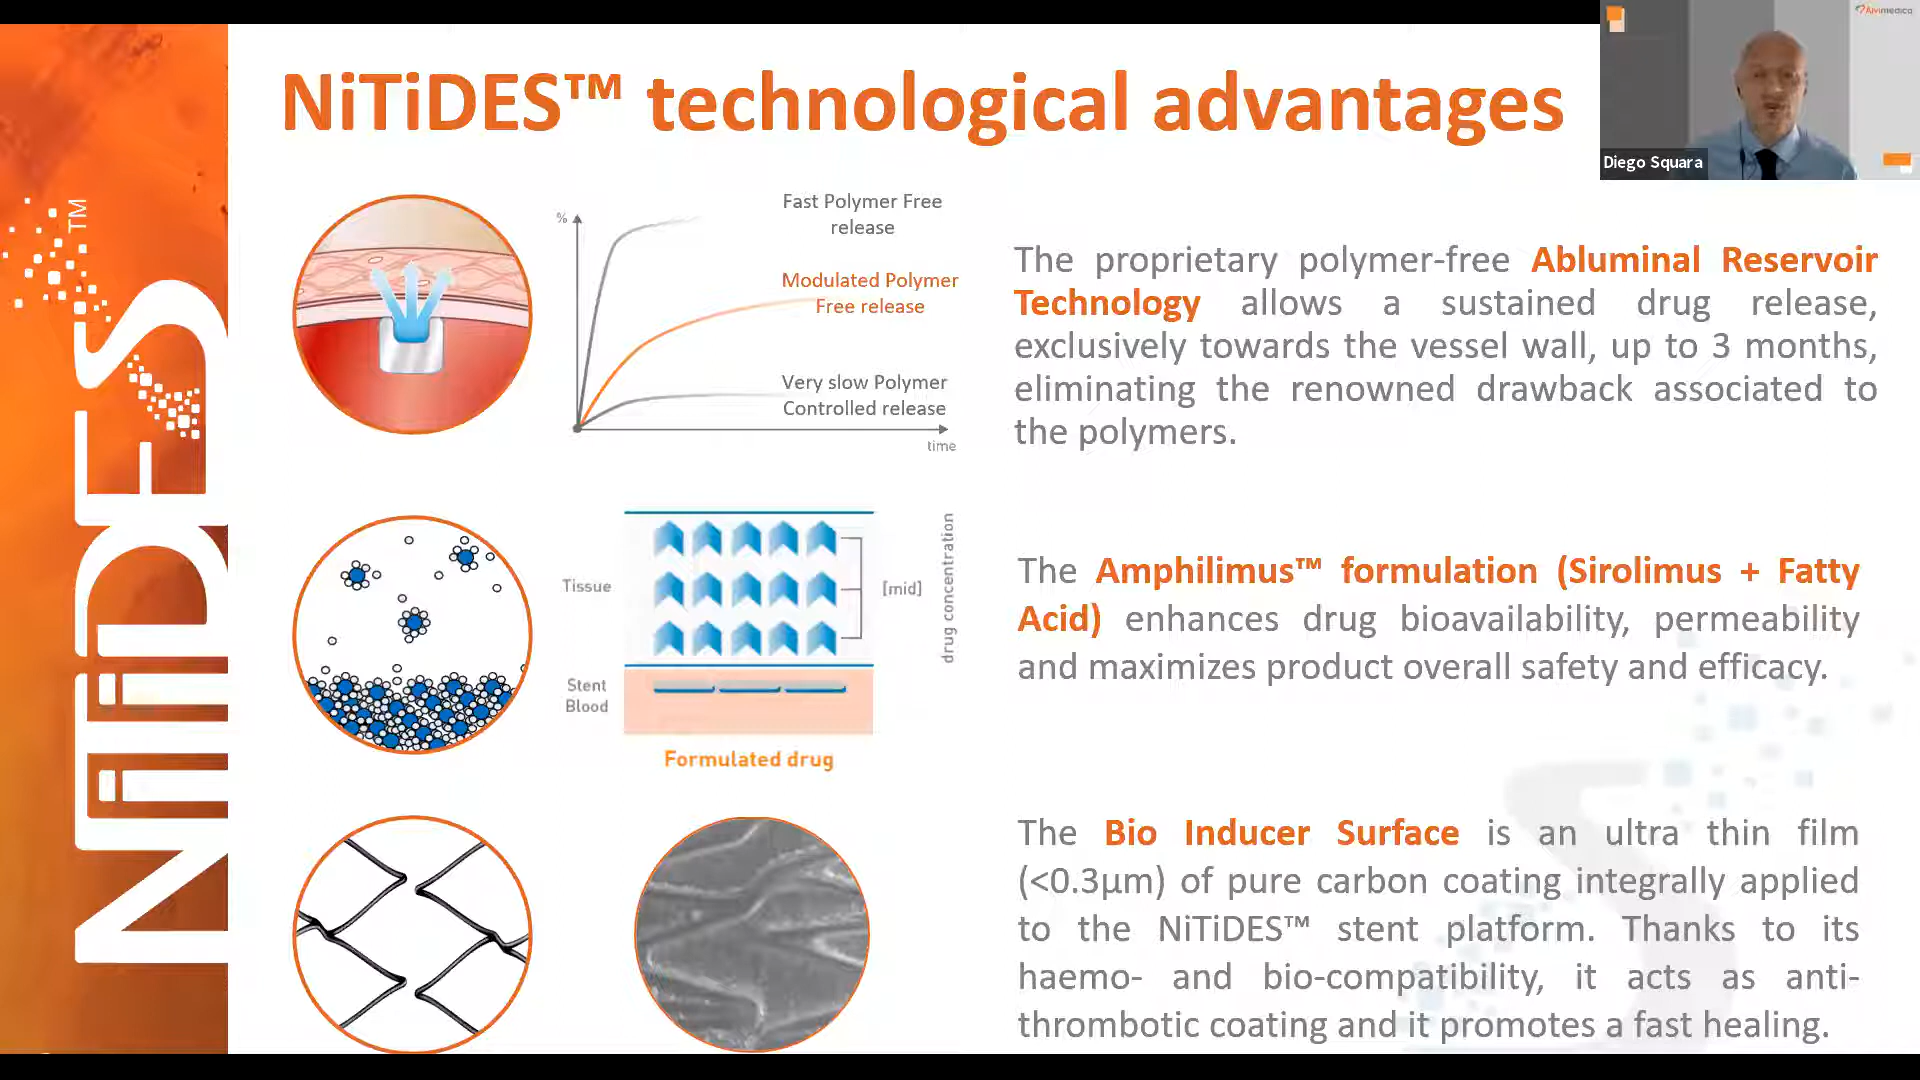 NiTiDES™ technological advantages
Alvimedica
Diego Squara
NiTiDES™
%
Fast Polymer Free
release
Modulated Polymer
Free release
Very slow Polymer
Controlled release
time
The proprietary polymer-free Abluminal Reservoir
Technology allows a sustained drug release,
exclusively towards the vessel wall, up to 3 months,
eliminating the renowned drawback associated to
the polymers.
Tissue
[mid]
drug concentration
Stent
Blood
Formulated drug
The Amphilimus™ formulation (Sirolimus + Fatty
Acid) enhances drug bioavailability, permeability
and maximizes product overall safety and efficacy.
The Bio Inducer Surface is an ultra thin film
(<0.3µm) of pure carbon coating integrally applied
to the NiTiDES™ stent platform. Thanks to its
haemo- and bio-compatibility, it acts as anti-
thrombotic coating and it promotes a fast healing.